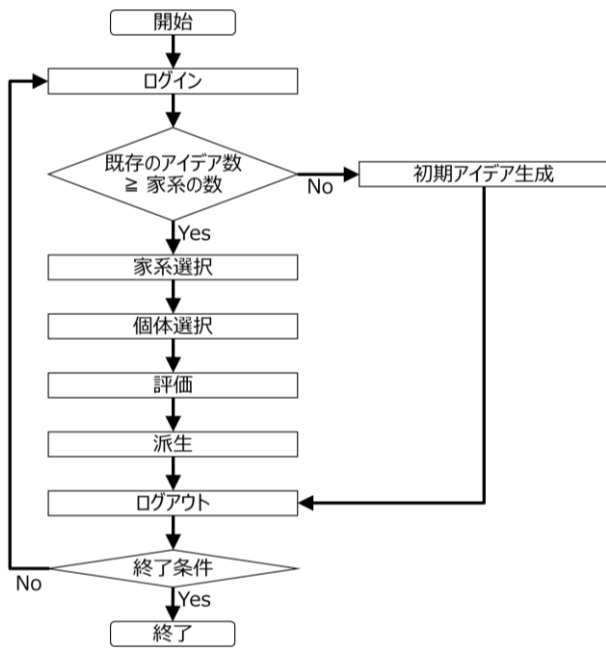 開始
ログイン
既存のアイデア数
≧ 家系の数
No
初期アイデア生成
Yes
家系選択
個体選択
評価
派生
ログアウト
終了条件
No
Yes
終了